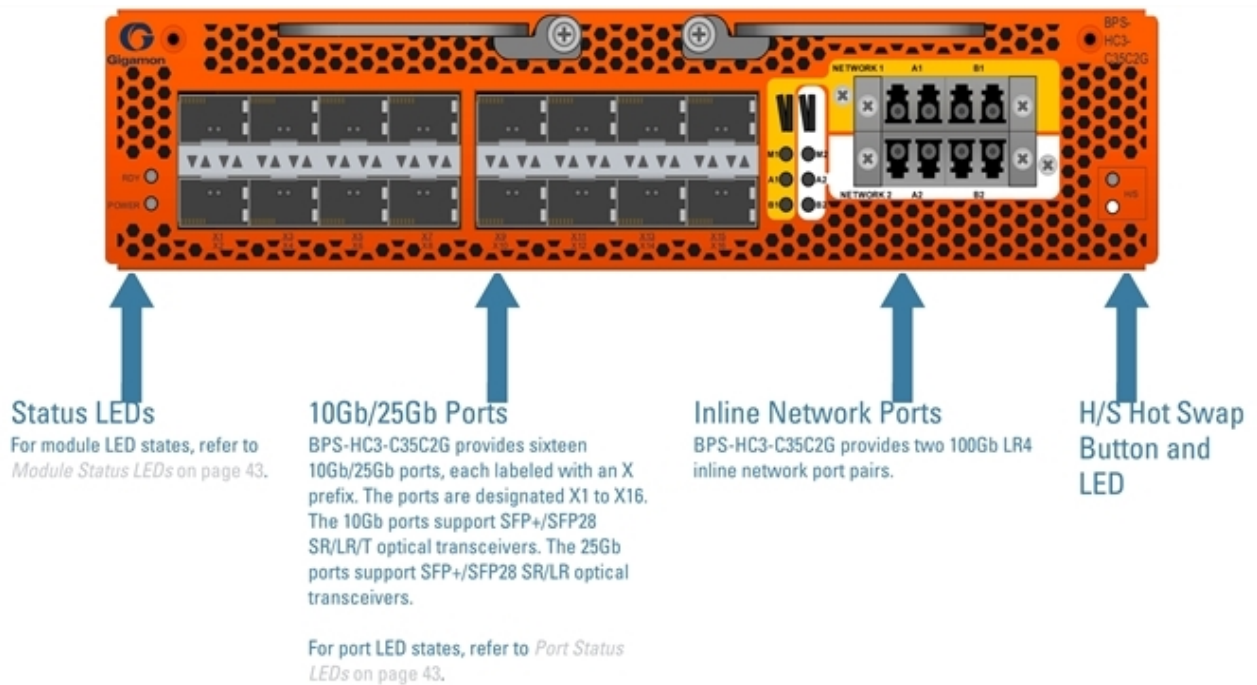 Gigamon
BPS-
HC3-
C35C2G
NETWORK 1 A1 B1
M1 M2
A1 A2
B1 B2
RDY
POWER
H/S
NETWORK 2 A2 B2
X1 X3 X5 X7 X9 X11 X13 X15
X2 X4 X6 X8 X10 X12 X14 X16
Status LEDs
For module LED states, refer to
Module Status LEDs on page 43.
10Gb/25Gb Ports
BPS-HC3-C35C2G provides sixteen
10Gb/25Gb ports, each labeled with an X
prefix. The ports are designated X1 to X16.
The 10Gb ports support SFP+/SFP28
SR/LR/T optical transceivers. The 25Gb
ports support SFP+/SFP28 SR/LR optical
transceivers.
For port LED states, refer to Port Status
LEDs on page 43.
Inline Network Ports
BPS-HC3-C35C2G provides two 100Gb LR4
inline network port pairs.
H/S Hot Swap
Button and
LED